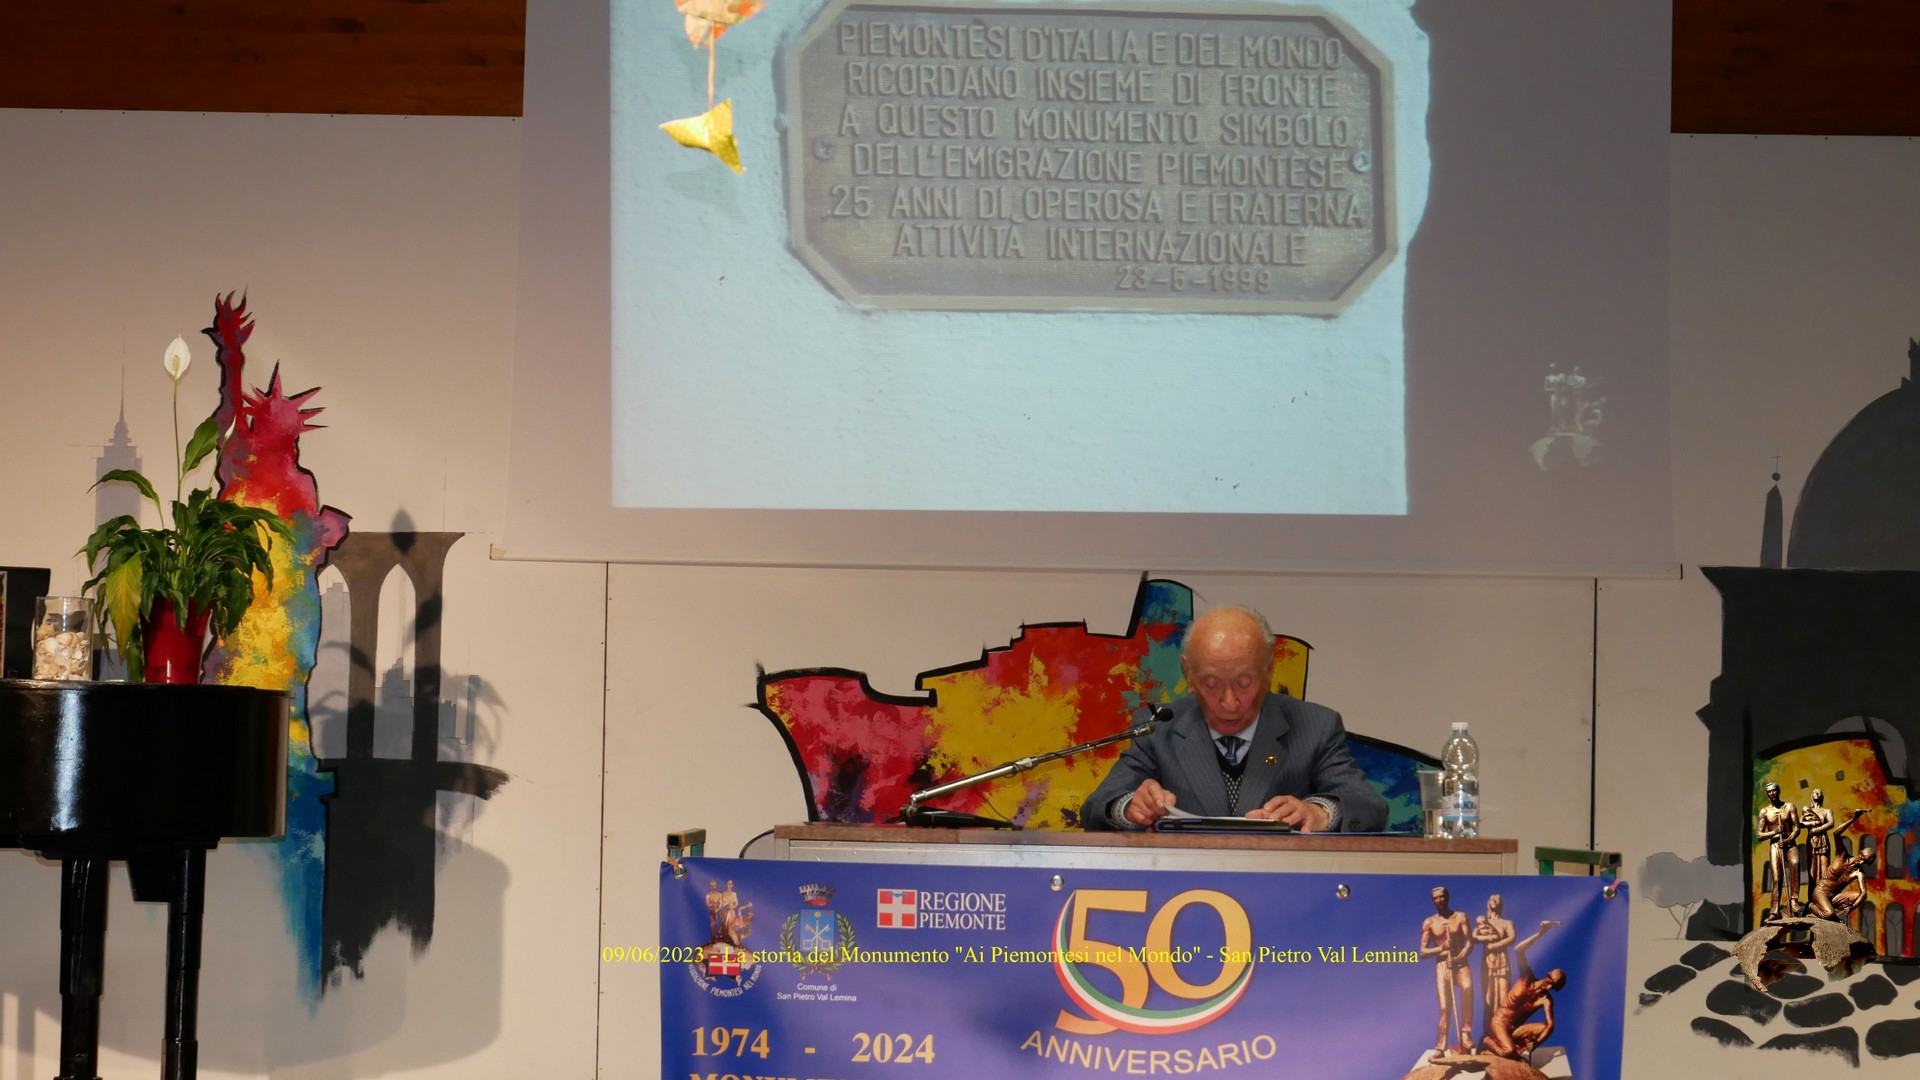 PIEMONTESI D'ITALIA E DEL MONDO
RICORDANO INSIEME DI FRONTE
A QUESTO MONUMENTO SIMBOLO
DELL'EMIGRAZIONE PIEMONTESE
25 ANNI DI OPEROSA E FRATERNA
ATTIVITÀ INTERNAZIONALE
23-5-1999
REGIONE
PIEMONTE
50
09/06/2023 - La storia del Monumento "Ai Piemontesi nel Mondo" - San Pietro Val Lemina
Comune di
San Pietro Val Lemina
1974 - 2024
ANNIVERSARIO